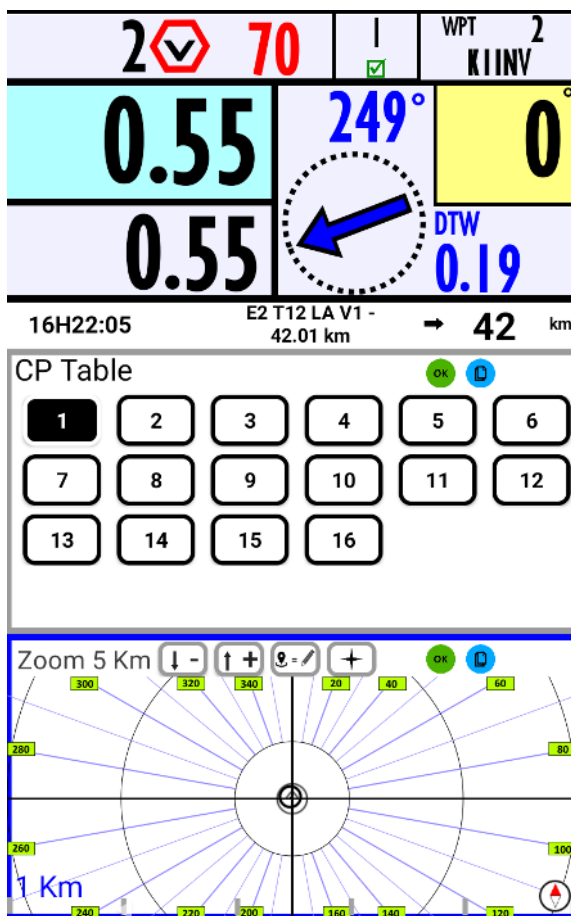 2 V 70 | WPT 2
K11NV
0.55 249° 0°
0.55 DTW
0.19
16H22:05 E2 T12 LA V1 - 42.01 km ➡ 42 km
CP Table OK
1 2 3 4 5 6
7 8 9 10 11 12
13 14 15 16
Zoom 5 Km ↓ - ↑ + = OK
300 320 340 20 40 60
280 80
260 100
1 Km
240 220 200 160 140 120